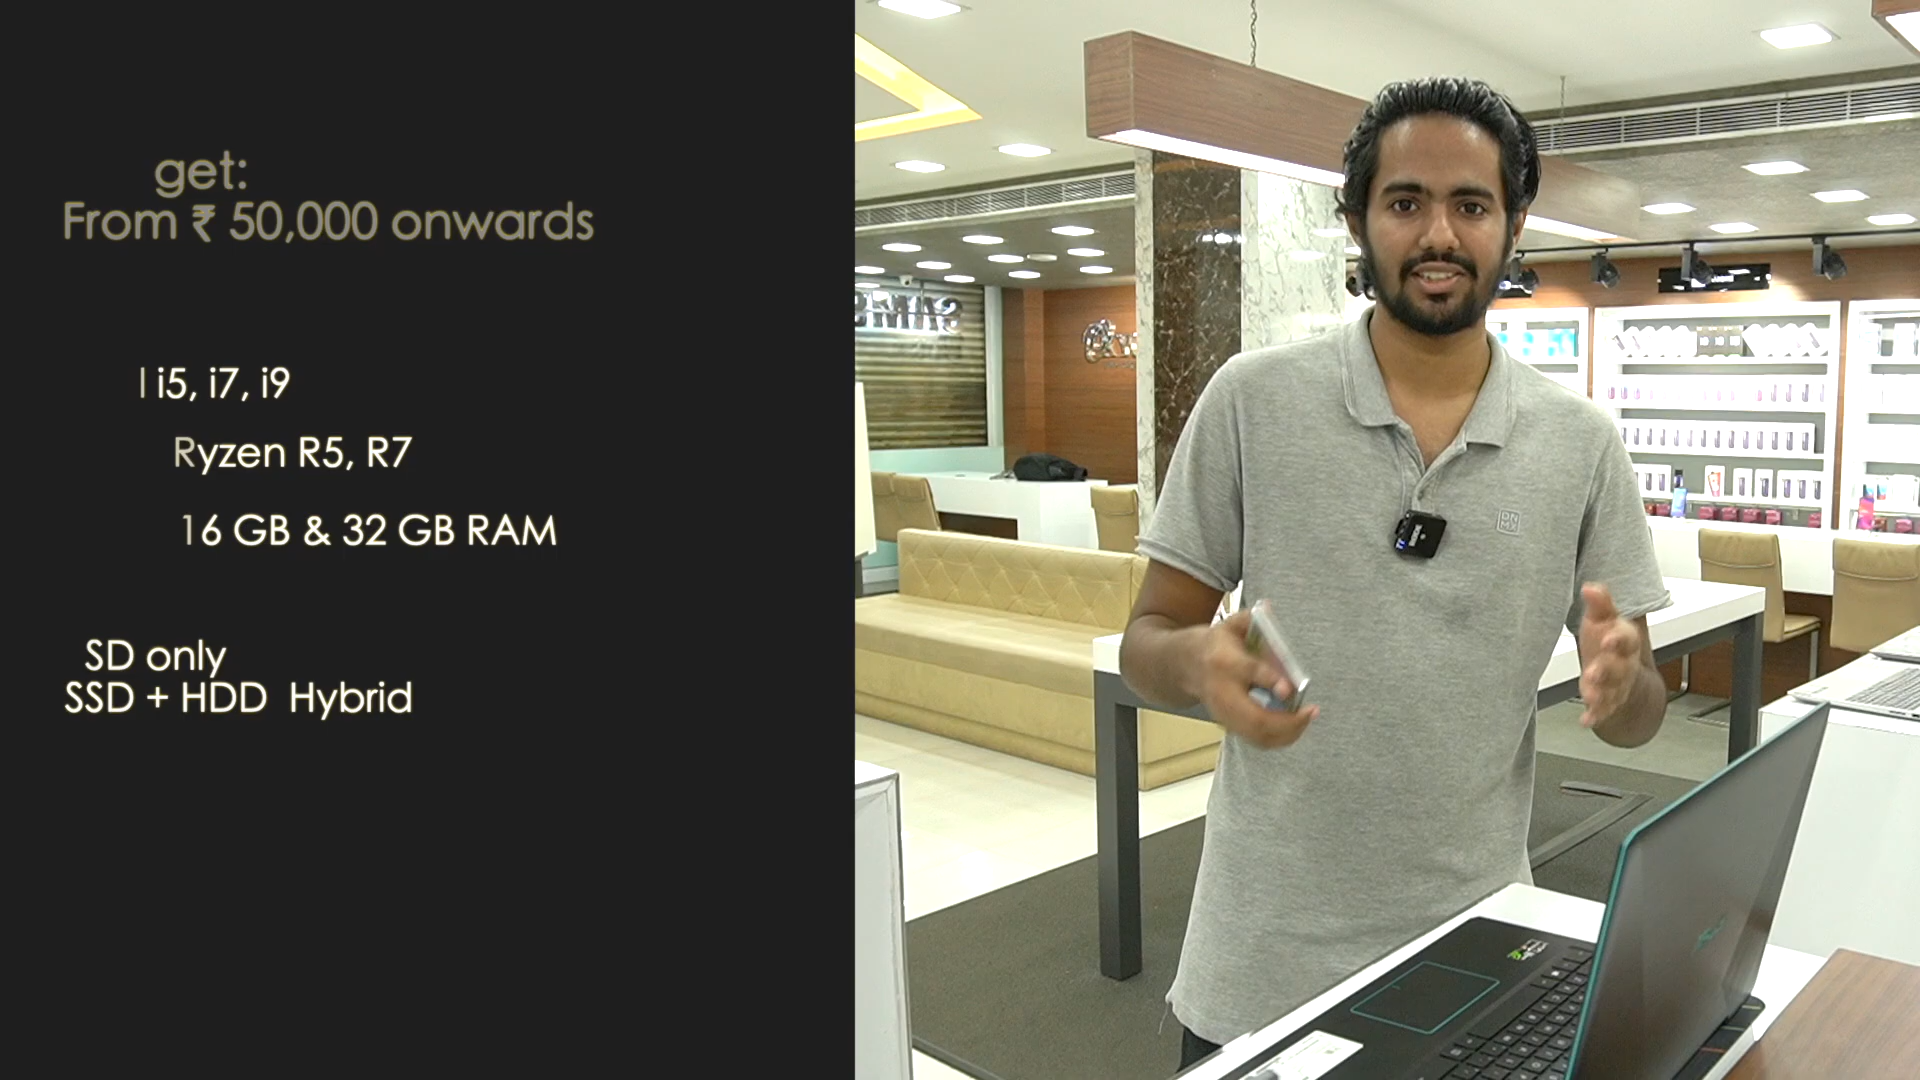 get:
From ₹ 50,000 onwards
i5, i7, i9
Ryzen R5, R7
16 GB & 32 GB RAM
SD only
SSD + HDD Hybrid